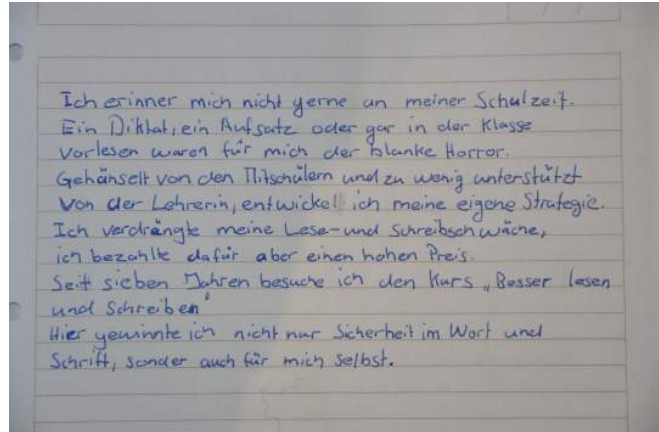 Ich erinner mich nicht gerne an meiner Schulzeit.
Ein Diktat, ein Aufsatz oder gar in der Klasse
Vorlesen waren für mich der blanke Horror.
Gehänselt von den Mitschülern und zu wenig unterstützt
von der Lehrerin, entwickel ich meine eigene Strategie.
Ich verdrängte meine Lese-und Schreibschwäche,
ich bezahlte dafür aber einen hohen Preis.
Seit sieben Jahren besuche ich den Kurs „Besser lesen
und Schreiben"
Hier gewinnte ich nicht nur Sicherheit im Wort und
Schrift, sonder auch für mich selbst.